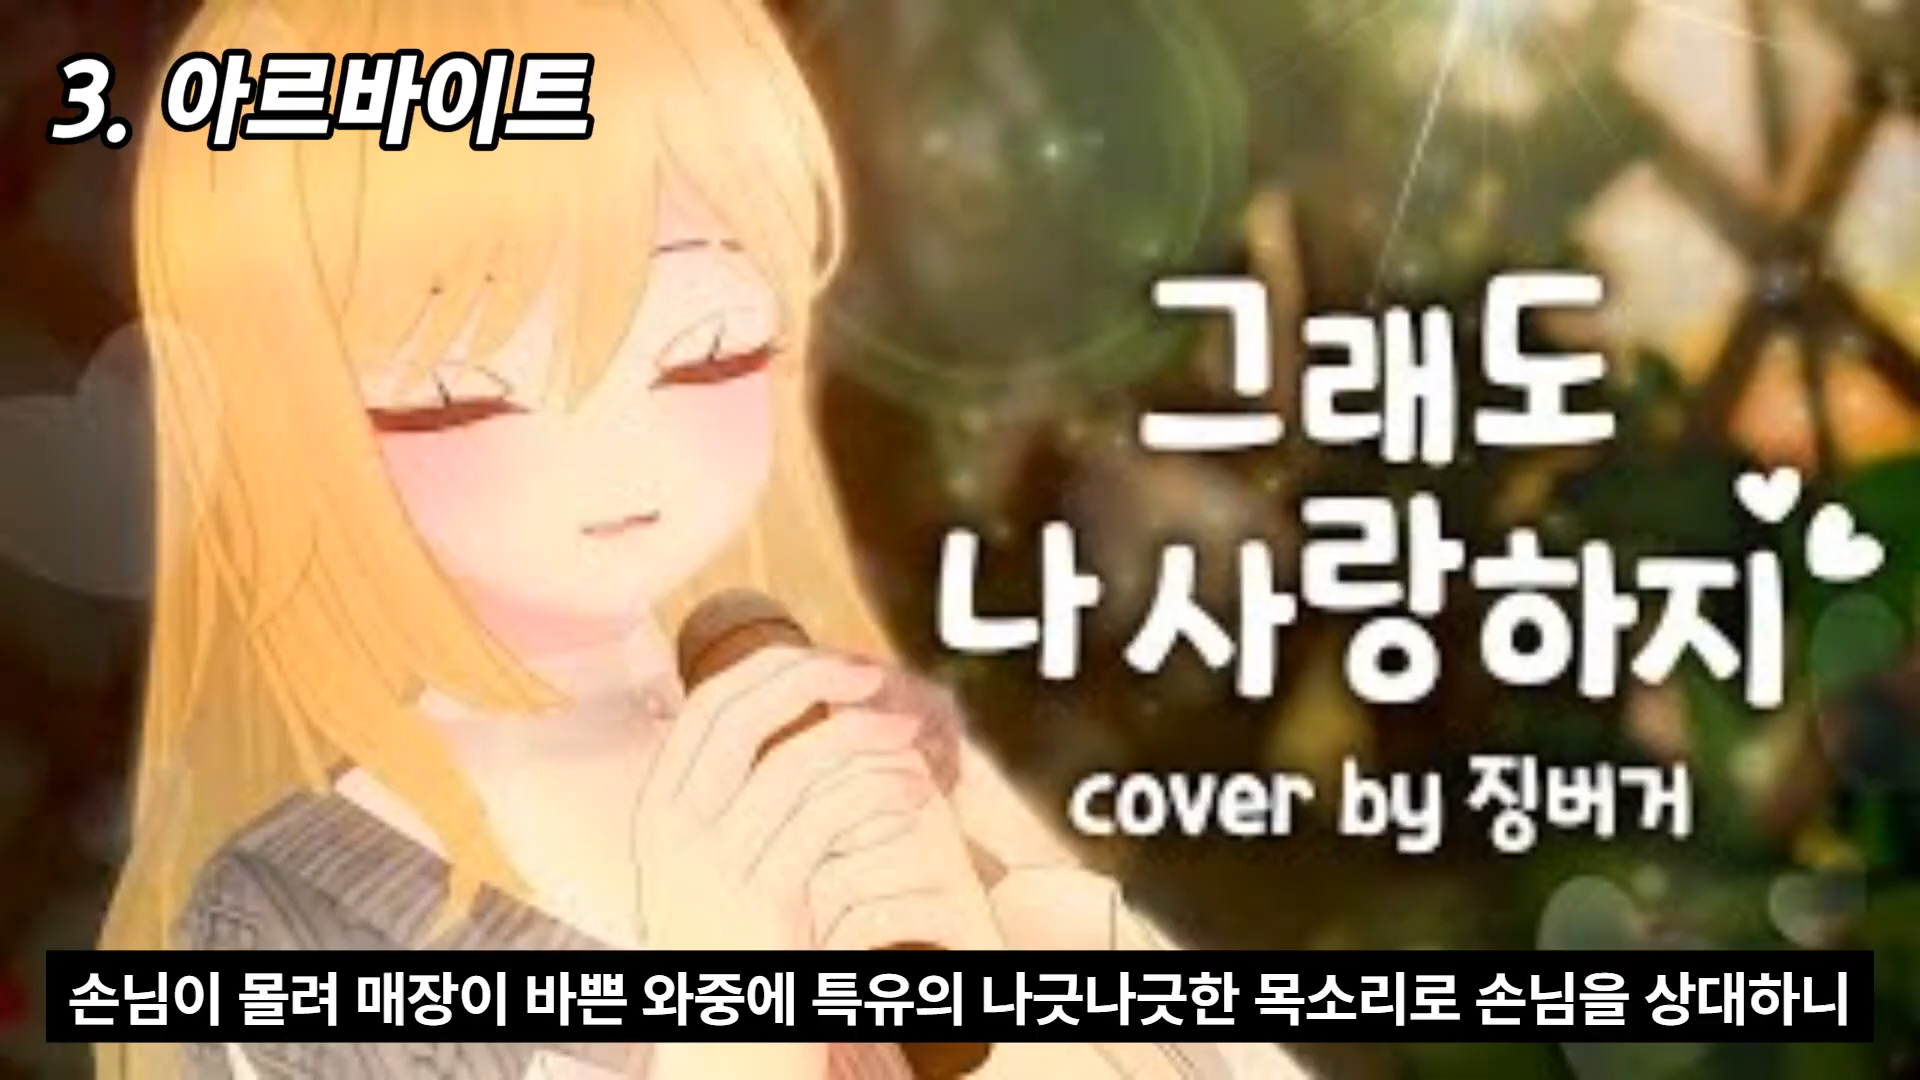 3. 아르바이트
그래도
나 사랑하지
cover by 징버거
손님이 몰려 매장이 바쁜 와중에 특유의 나긋나긋한 목소리로 손님을 상대하니